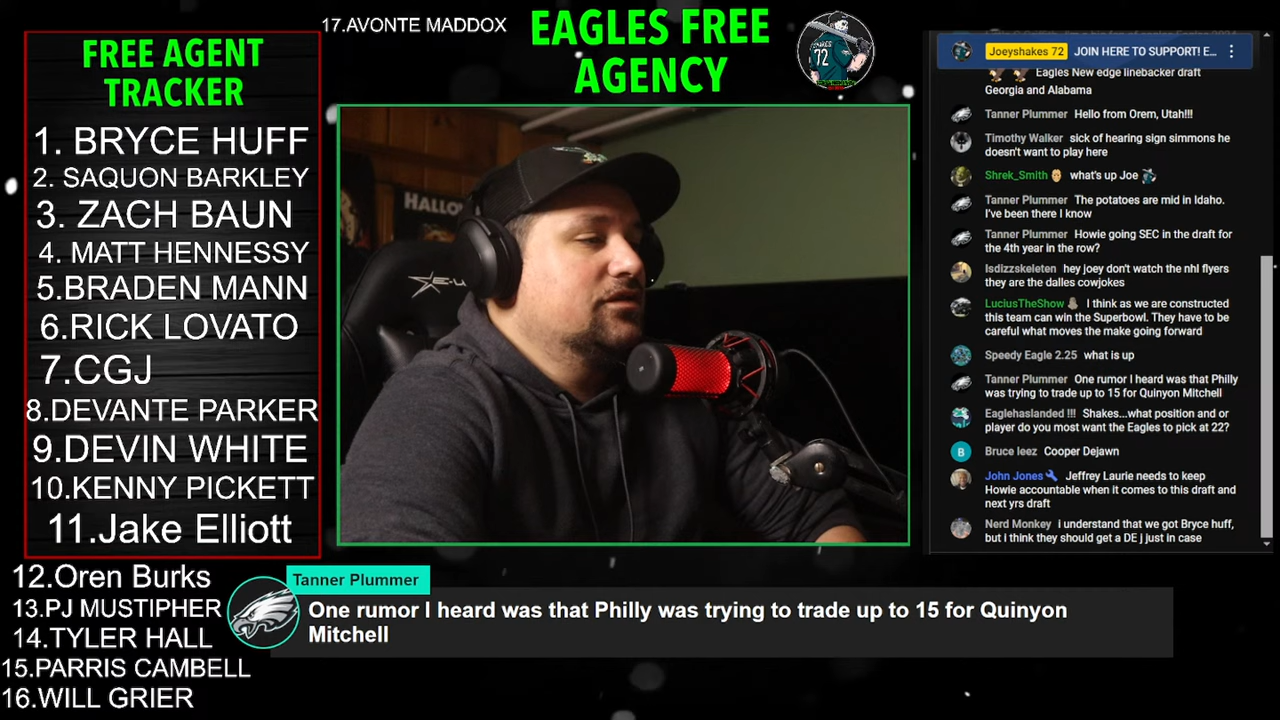 17.AVONTE MADDOX
EAGLES FREE
AGENCY
FREE AGENT
TRACKER
1. BRYCE HUFF
2. SAQUON BARKLEY
3. ZACH BAUN
4. MATT HENNESSY
5.BRADEN MANN
6.RICK LOVATO
7.CGJ
8.DEVANTE PARKER
9.DEVIN WHITE
10.KENNY PICKETT
11.Jake Elliott
12.Oren Burks
13.PJ MUSTIPHER
14.TYLER HALL
15.PARRIS CAMBELL
16.WILL GRIER
72
HALLO
Joeyshakes 72 JOIN HERE TO SUPPORT! E...
Eagles New edge linebacker draft
Georgia and Alabama
Tanner Plummer Hello from Orem, Utah!!!
Timothy Walker sick of hearing sign simmons he
doesn't want to play here
Shrek_Smith what's up Joe
Tanner Plummer The potatoes are mid in Idaho.
I've been there I know
Tanner Plummer Howie going SEC in the draft for
the 4th year in the row?
Isdizzskeleten hey joey don't watch the nhl flyers
they are the dalles cowjokes
LuciusTheShow I think as we are constructed
this team can win the Superbowl. They have to be
careful what moves the make going forward
Speedy Eagle 2.25 what is up
Tanner Plummer One rumor I heard was that Philly
was trying to trade up to 15 for Quinyon Mitchell
Eaglehaslanded !!! Shakes...what position and or
player do you most want the Eagles to pick at 22?
B
Bruce leez Cooper Dejawn
John Jones Jeffrey Laurie needs to keep
Howie accountable when it comes to this draft and
next yrs draft
Nerd Monkey i understand that we got Bryce huff,
but i think they should get a DE j just in case
Tanner Plummer
One rumor I heard was that Philly was trying to trade up to 15 for Quinyon
Mitchell